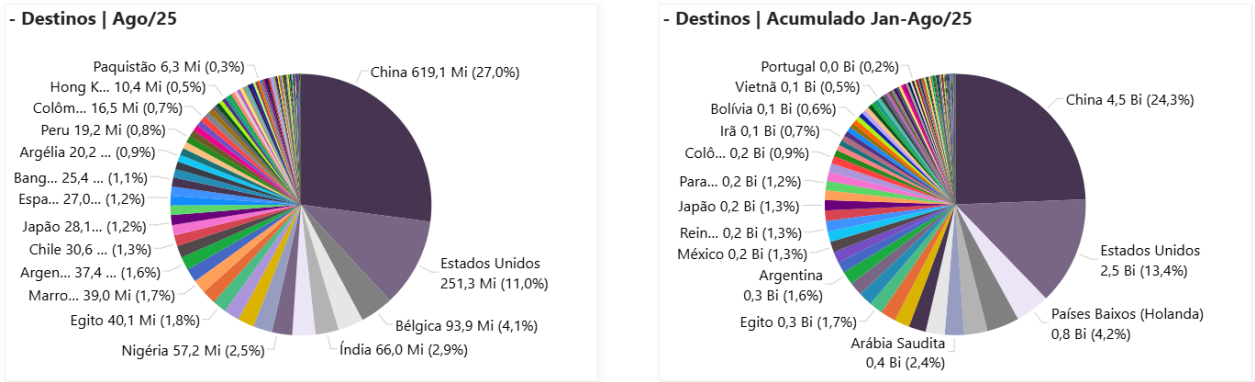 - Destinos | Ago/25
Paquistão 6,3 Mi (0,3%)
Hong K... 10,4 Mi (0,5%)
Colôm... 16,5 Mi (0,7%)
Peru 19,2 Mi (0,8%)
Argélia 20,2 ... (0,9%)
Bang... 25,4 ... (1,1%)
Espa... 27,0... (1,2%)
Japão 28,1... (1,2%)
Chile 30,6 ... (1,3%)
Argen... 37,4 ... (1,6%)
Marro... 39,0 Mi (1,7%)
Egito 40,1 Mi (1,8%)
Nigéria 57,2 Mi (2,5%)
China 619,1 Mi (27,0%)
Estados Unidos
251,3 Mi (11,0%)
Bélgica 93,9 Mi (4,1%)
Índia 66,0 Mi (2,9%)
- Destinos | Acumulado Jan-Ago/25
Portugal 0,0 Bi (0,2%)
Vietnã 0,1 Bi (0,5%)
Bolívia 0,1 Bi (0,6%)
Irã 0,1 Bi (0,7%)
Colô... 0,2 Bi (0,9%)
Para... 0,2 Bi (1,2%)
Japão 0,2 Bi (1,3%)
Rein... 0,2 Bi (1,3%)
México 0,2 Bi (1,3%)
Argentina
0,3 Bi (1,6%)
Egito 0,3 Bi (1,7%)
Arábia Saudita
0,4 Bi (2,4%)
China 4,5 Bi (24,3%)
Estados Unidos
2,5 Bi (13,4%)
Países Baixos (Holanda)
0,8 Bi (4,2%)